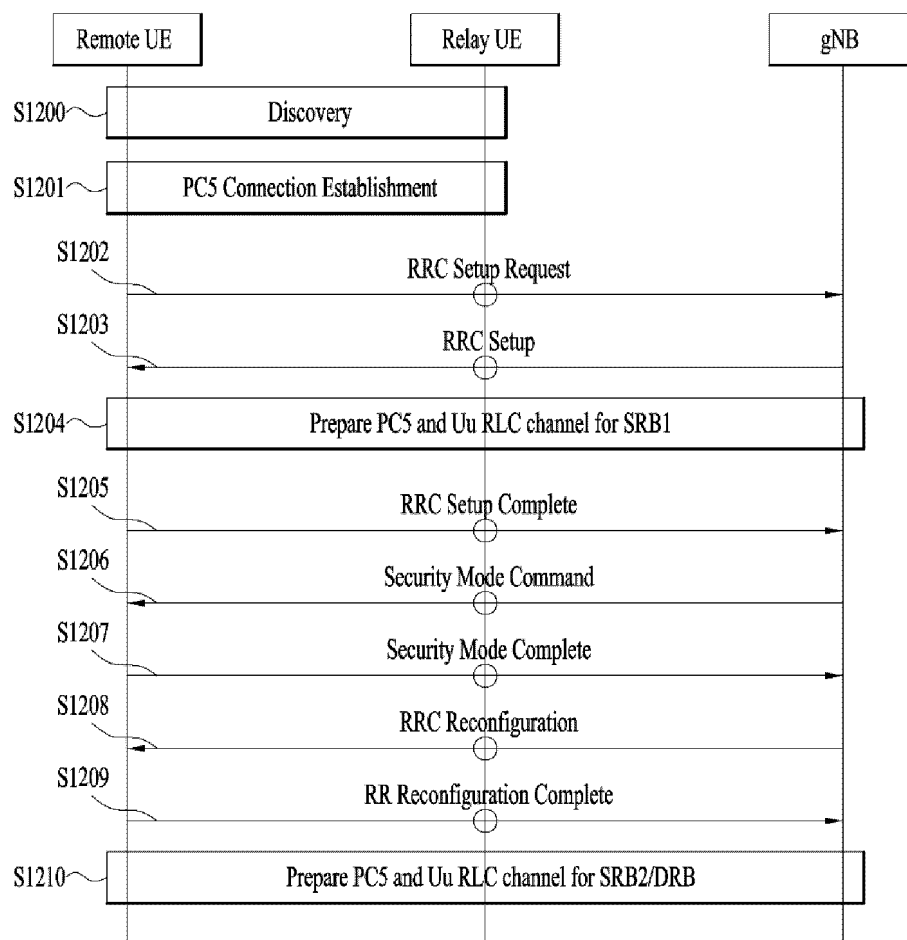 Remote UE
Relay UE
gNB
S1200
Discovery
S1201
PC5 Connection Establishment
S1202
RRC Setup Request
S1203
RRC Setup
S1204
Prepare PC5 and Uu RLC channel for SRB1
S1205
RRC Setup Complete
S1206
Security Mode Command
S1207
Security Mode Complete
S1208
RRC Reconfiguration
S1209
RR Reconfiguration Complete
S1210
Prepare PC5 and Uu RLC channel for SRB2/DRB